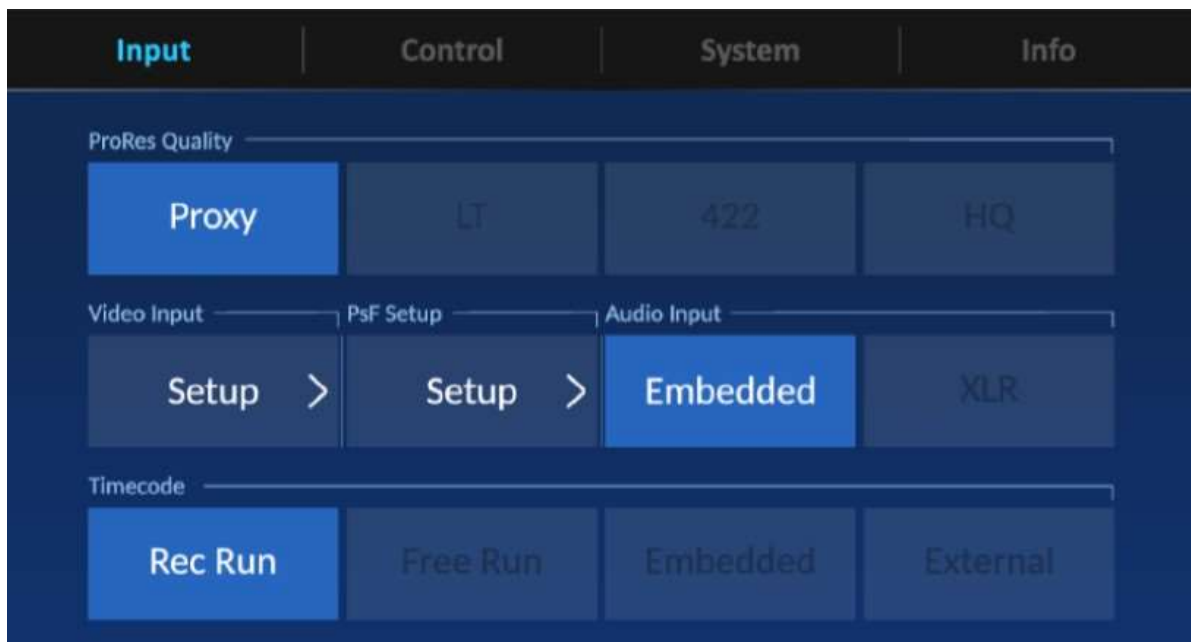 Input Control System Info
ProRes Quality
Proxy LT 422 HQ
Video Input PsF Setup Audio Input
Setup > Setup > Embedded XLR
Timecode
Rec Run Free Run Embedded External